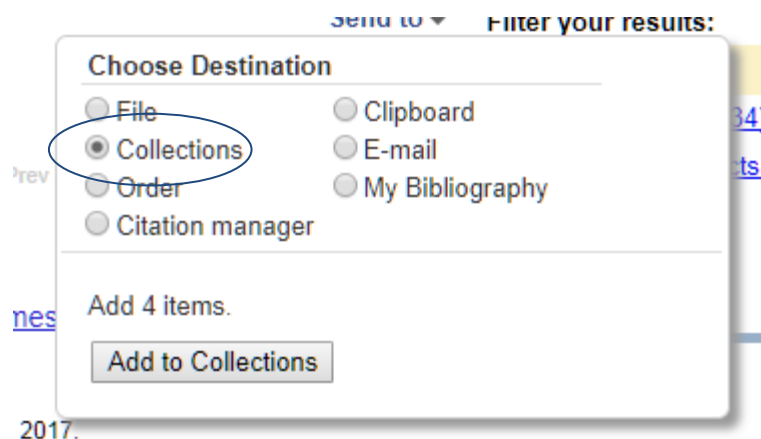 Send to Filter your results:
Choose Destination
File Clipboard
Collections E-mail
Order My Bibliography
Citation manager
Prev
Add 4 items.
Add to Collections
2017.